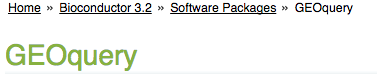 Home » Bioconductor 3.2 » Software Packages » GEOquery
GEOquery